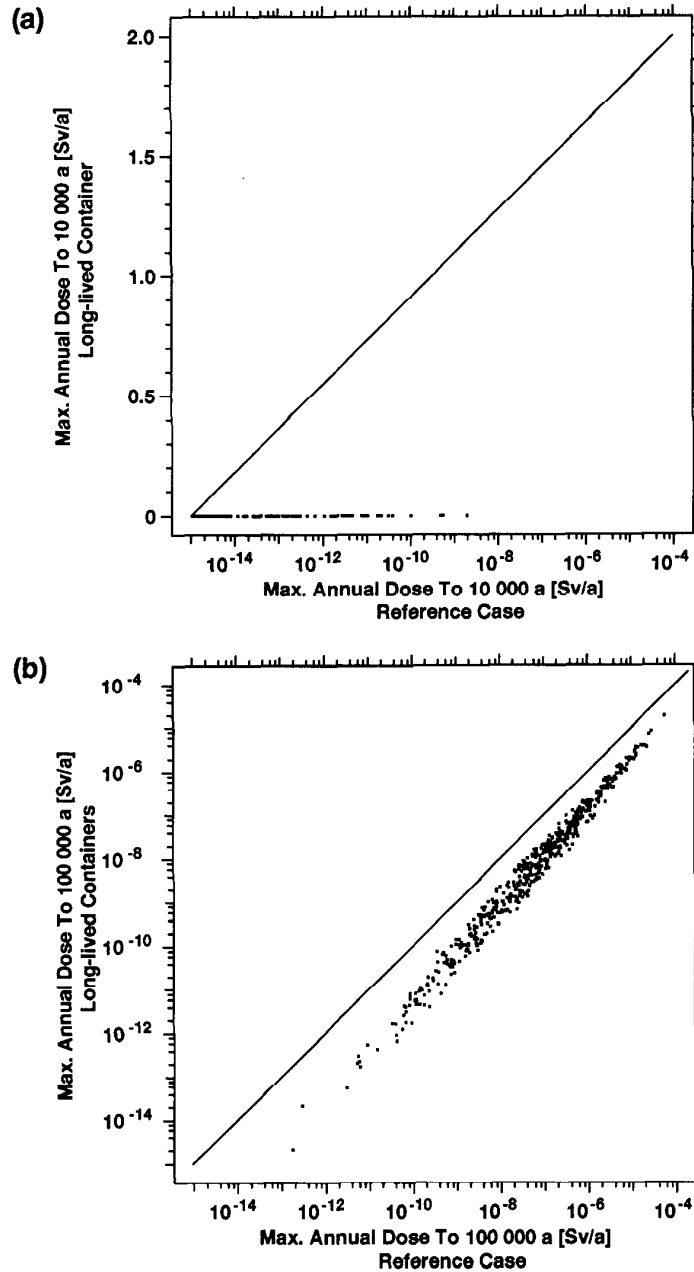 (a)
2.0
1.5
1.0
0.5
0
Max. Annual Dose To 10 000 a [Sv/a]
Long-lived Container
10-14
10-12
10-10
10-8
10-6
10-4
Max. Annual Dose To 10 000 a [Sv/a]
Reference Case
(b)
10-4
10-6
10-8
10-10
10-12
10-14
Max. Annual Dose To 100 000 a [Sv/a]
Long-lived Containers
10-14
10-12
10-10
10-8
10-6
10-4
Max. Annual Dose To 100 000 a [Sv/a]
Reference Case